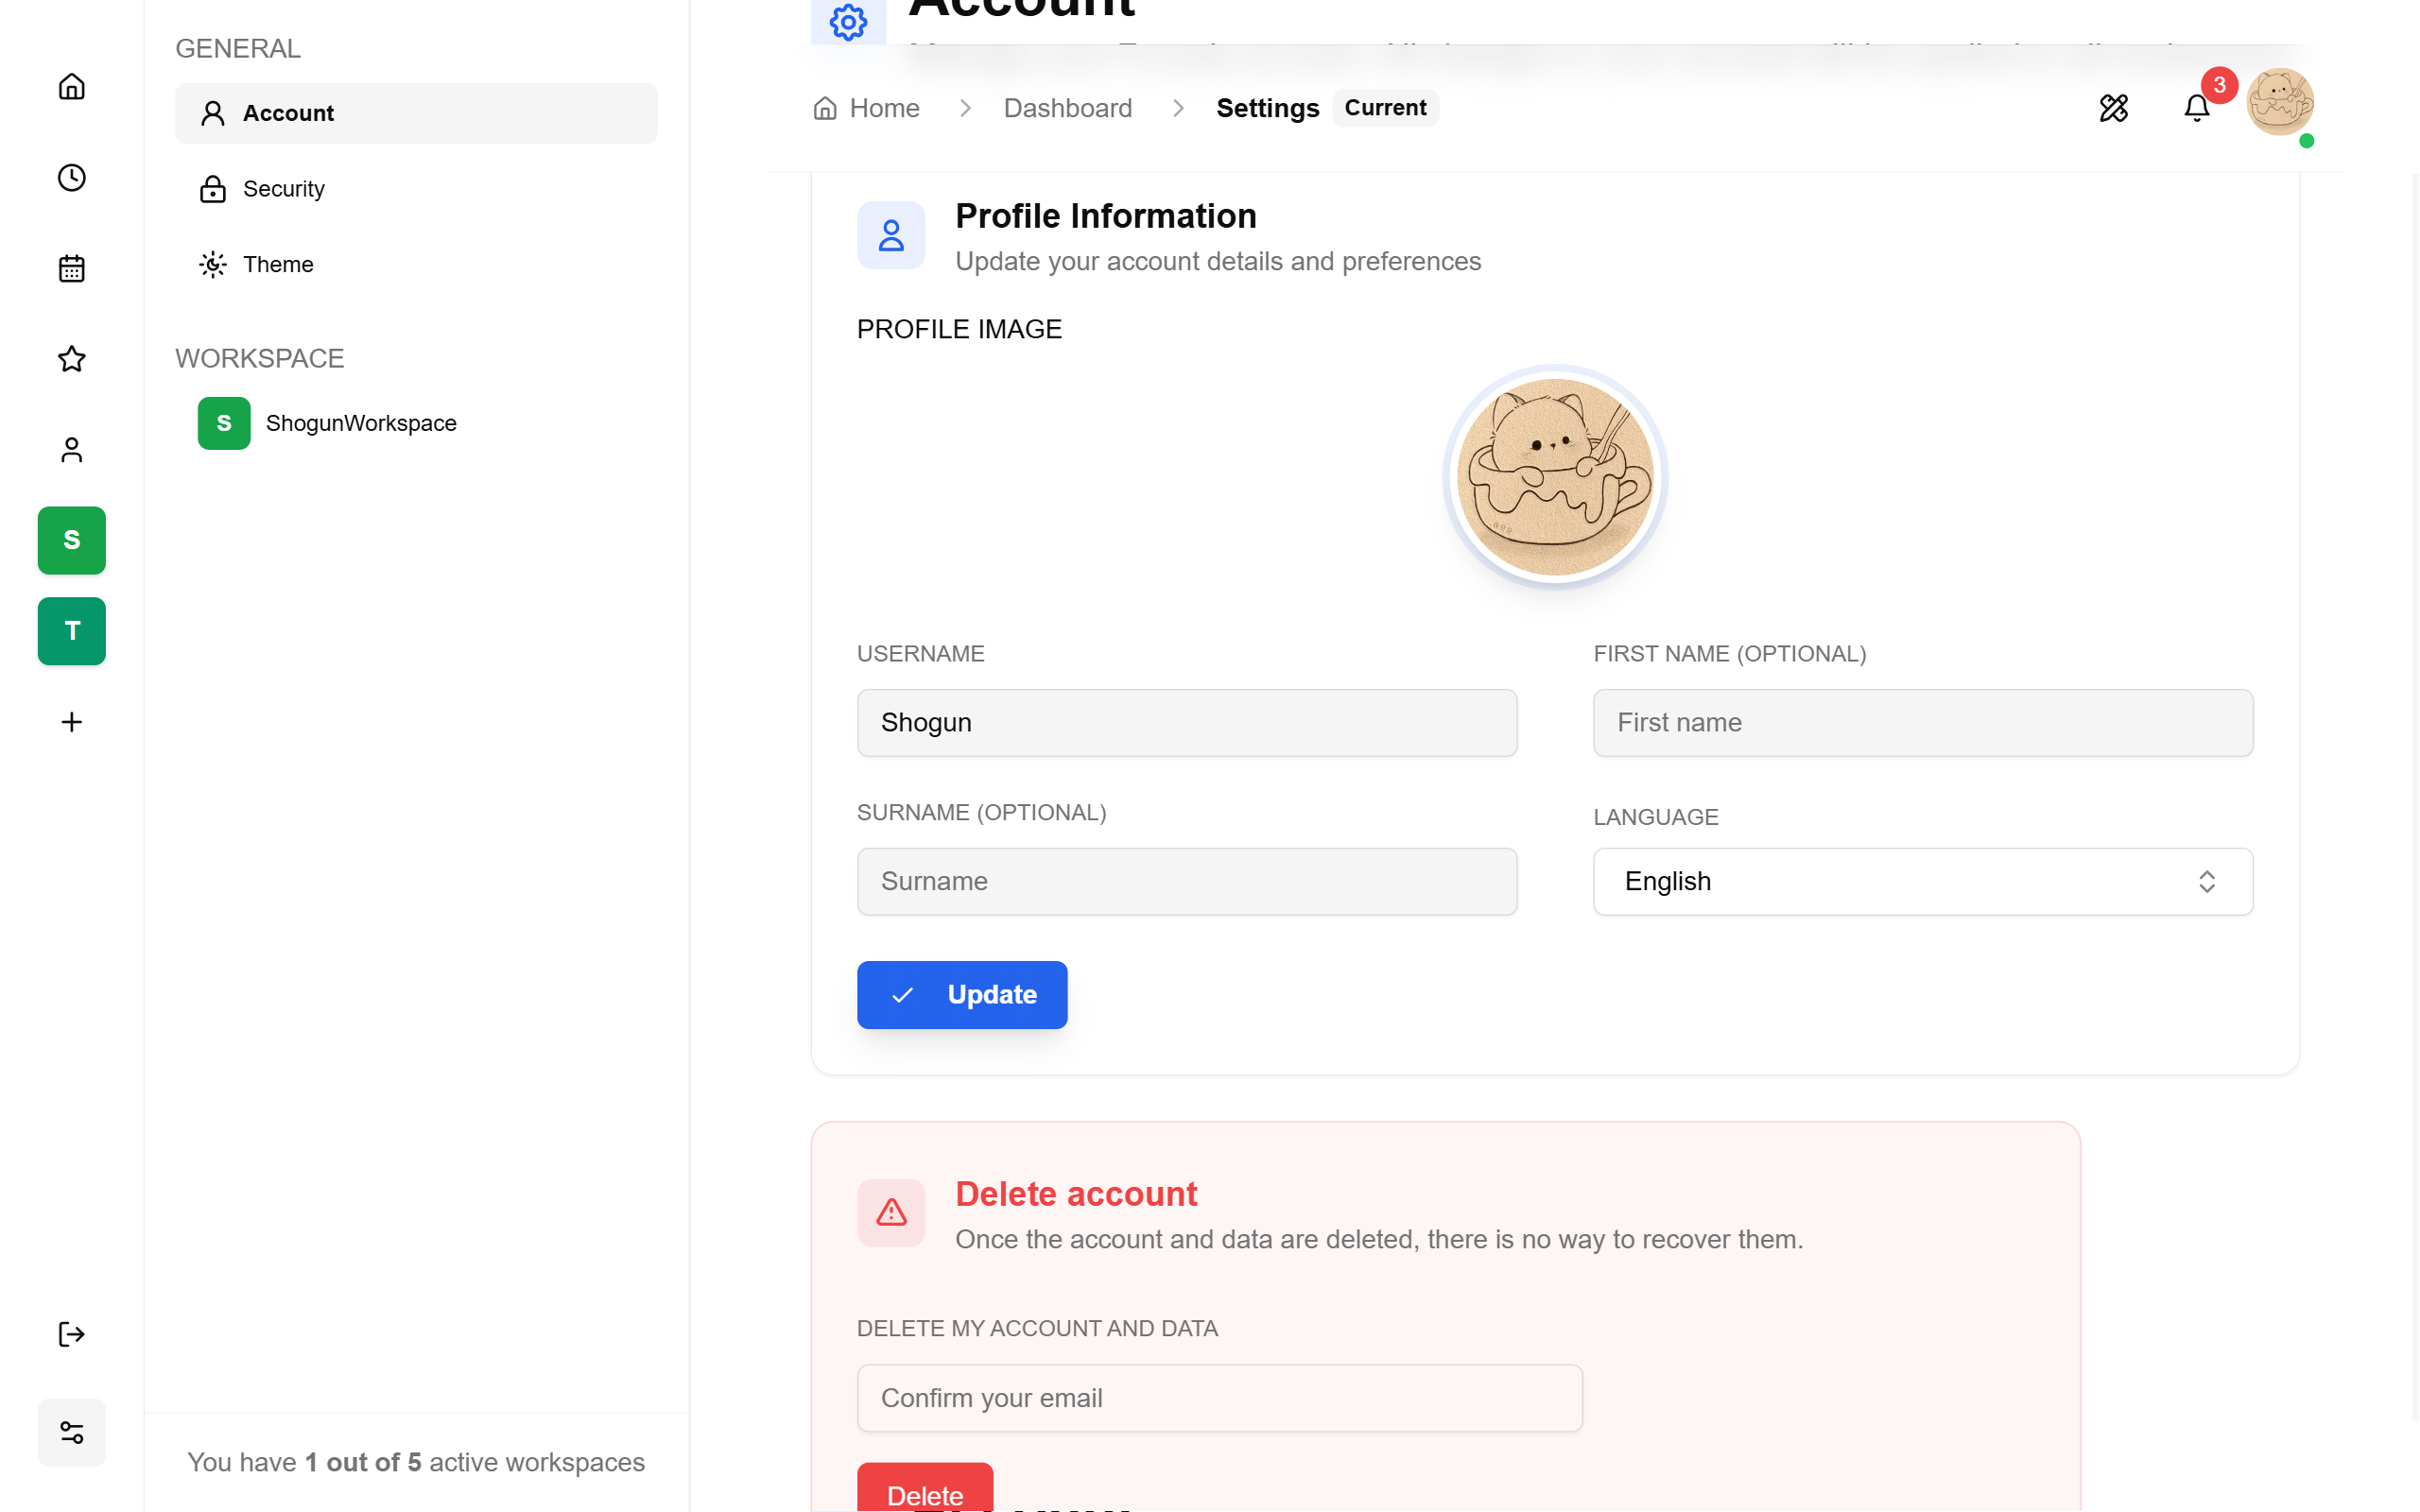 GENERAL
Account
Security
Theme
WORKSPACE
S ShogunWorkspace
S
T
You have 1 out of 5 active workspaces
Account
Home > Dashboard > Settings Current
3
Profile Information
Update your account details and preferences
PROFILE IMAGE
USERNAME
Shogun
FIRST NAME (OPTIONAL)
First name
SURNAME (OPTIONAL)
Surname
LANGUAGE
English
Update
Delete account
Once the account and data are deleted, there is no way to recover them.
DELETE MY ACCOUNT AND DATA
Confirm your email
Delete